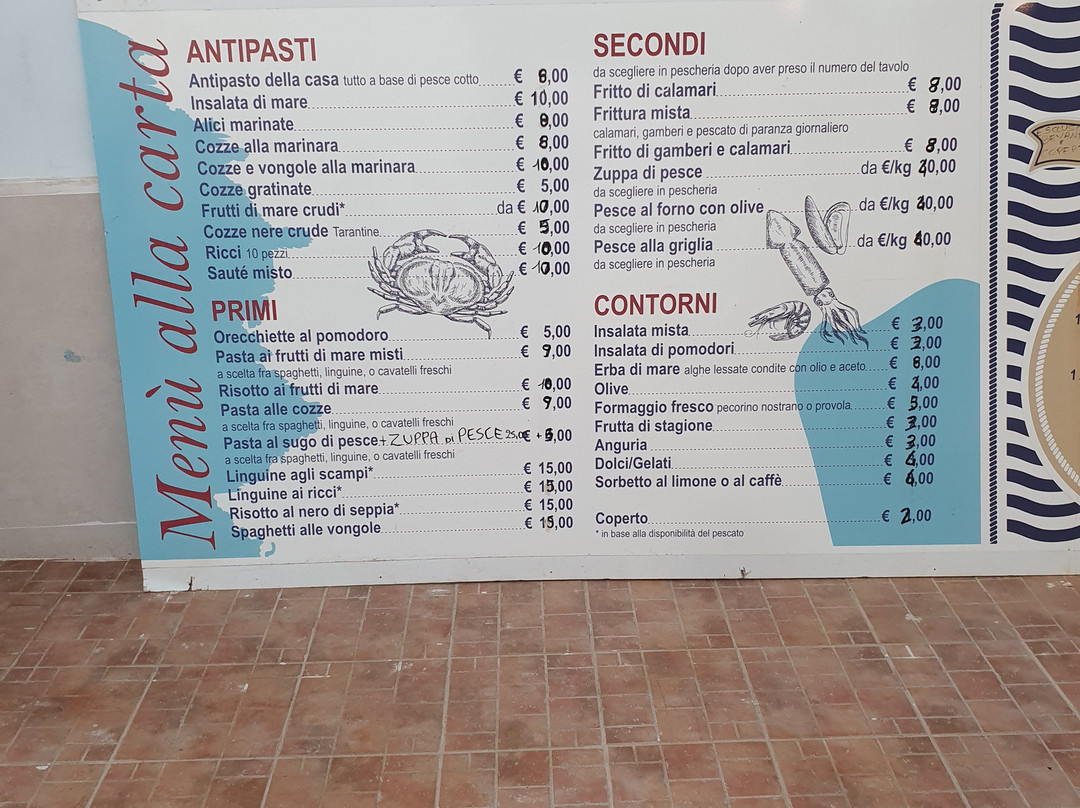 Menù alla carta
ANTIPASTI
Antipasto della casa tutto a base di pesce cotto € 6,00
Insalata di mare € 10,00
Alici marinate € 8,00
Cozze alla marinara € 8,00
Cozze e vongole alla marinara € 10,00
Cozze gratinate € 5,00
Frutti di mare crudi* da € 10,00
Cozze nere crude Tarantine € 5,00
Ricci 10 pezzi € 10,00
Sauté misto € 10,00
PRIMI
Orecchiette al pomodoro € 5,00
Pasta ai frutti di mare misti € 9,00
a scelta fra spaghetti, linguine, o cavatelli freschi
Risotto ai frutti di mare € 10,00
Pasta alle cozze € 9,00
a scelta fra spaghetti, linguine, o cavatelli freschi
Pasta al sugo di pesce + ZUPPA DI PESCE 25,0€ + 5,00
a scelta fra spaghetti, linguine, o cavatelli freschi
Linguine agli scampi* € 15,00
Linguine ai ricci* € 15,00
Risotto al nero di seppia* € 15,00
Spaghetti alle vongole € 15,00
SECONDI
da scegliere in pescheria dopo aver preso il numero del tavolo
Fritto di calamari € 8,00
Frittura mista € 8,00
calamari, gamberi e pescato di paranza giornaliero
Fritto di gamberi e calamari € 8,00
Zuppa di pesce da €/kg 30,00
da scegliere in pescheria
Pesce al forno con olive da €/kg 30,00
da scegliere in pescheria
Pesce alla griglia da €/kg 40,00
da scegliere in pescheria
CONTORNI
Insalata mista € 3,00
Insalata di pomodori € 3,00
Erba di mare alghe lessate condite con olio e aceto € 6,00
Olive € 4,00
Formaggio fresco pecorino nostrano o provola € 5,00
Frutta di stagione € 3,00
Anguria € 3,00
Dolci/Gelati € 4,00
Sorbetto al limone o al caffè € 4,00
Coperto € 2,00
* in base alla disponibilità del pescato